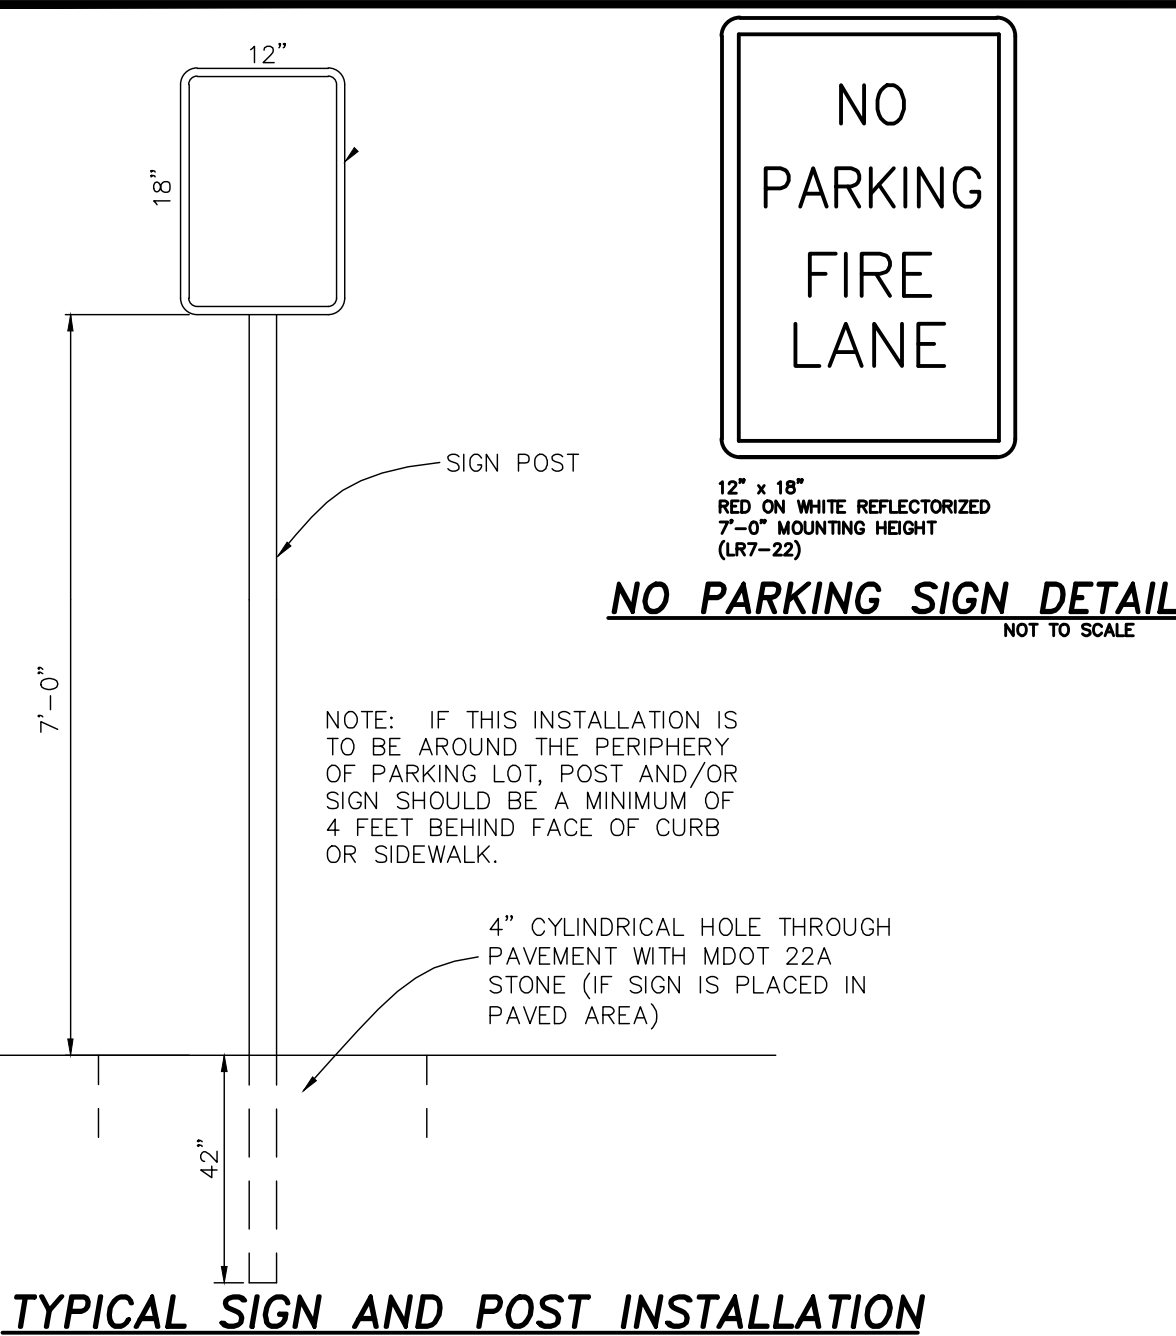 12"
18"
NO
PARKING
FIRE
LANE
SIGN POST
12" x 18"
RED ON WHITE REFLECTORIZED
7'-0" MOUNTING HEIGHT
(LR7-22)
NO PARKING SIGN DETAIL
NOT TO SCALE
7'-0"
NOTE: IF THIS INSTALLATION IS
TO BE AROUND THE PERIPHERY
OF PARKING LOT, POST AND/OR
SIGN SHOULD BE A MINIMUM OF
4 FEET BEHIND FACE OF CURB
OR SIDEWALK.
4" CYLINDRICAL HOLE THROUGH
PAVEMENT WITH MDOT 22A
STONE (IF SIGN IS PLACED IN
PAVED AREA)
42"
TYPICAL SIGN AND POST INSTALLATION